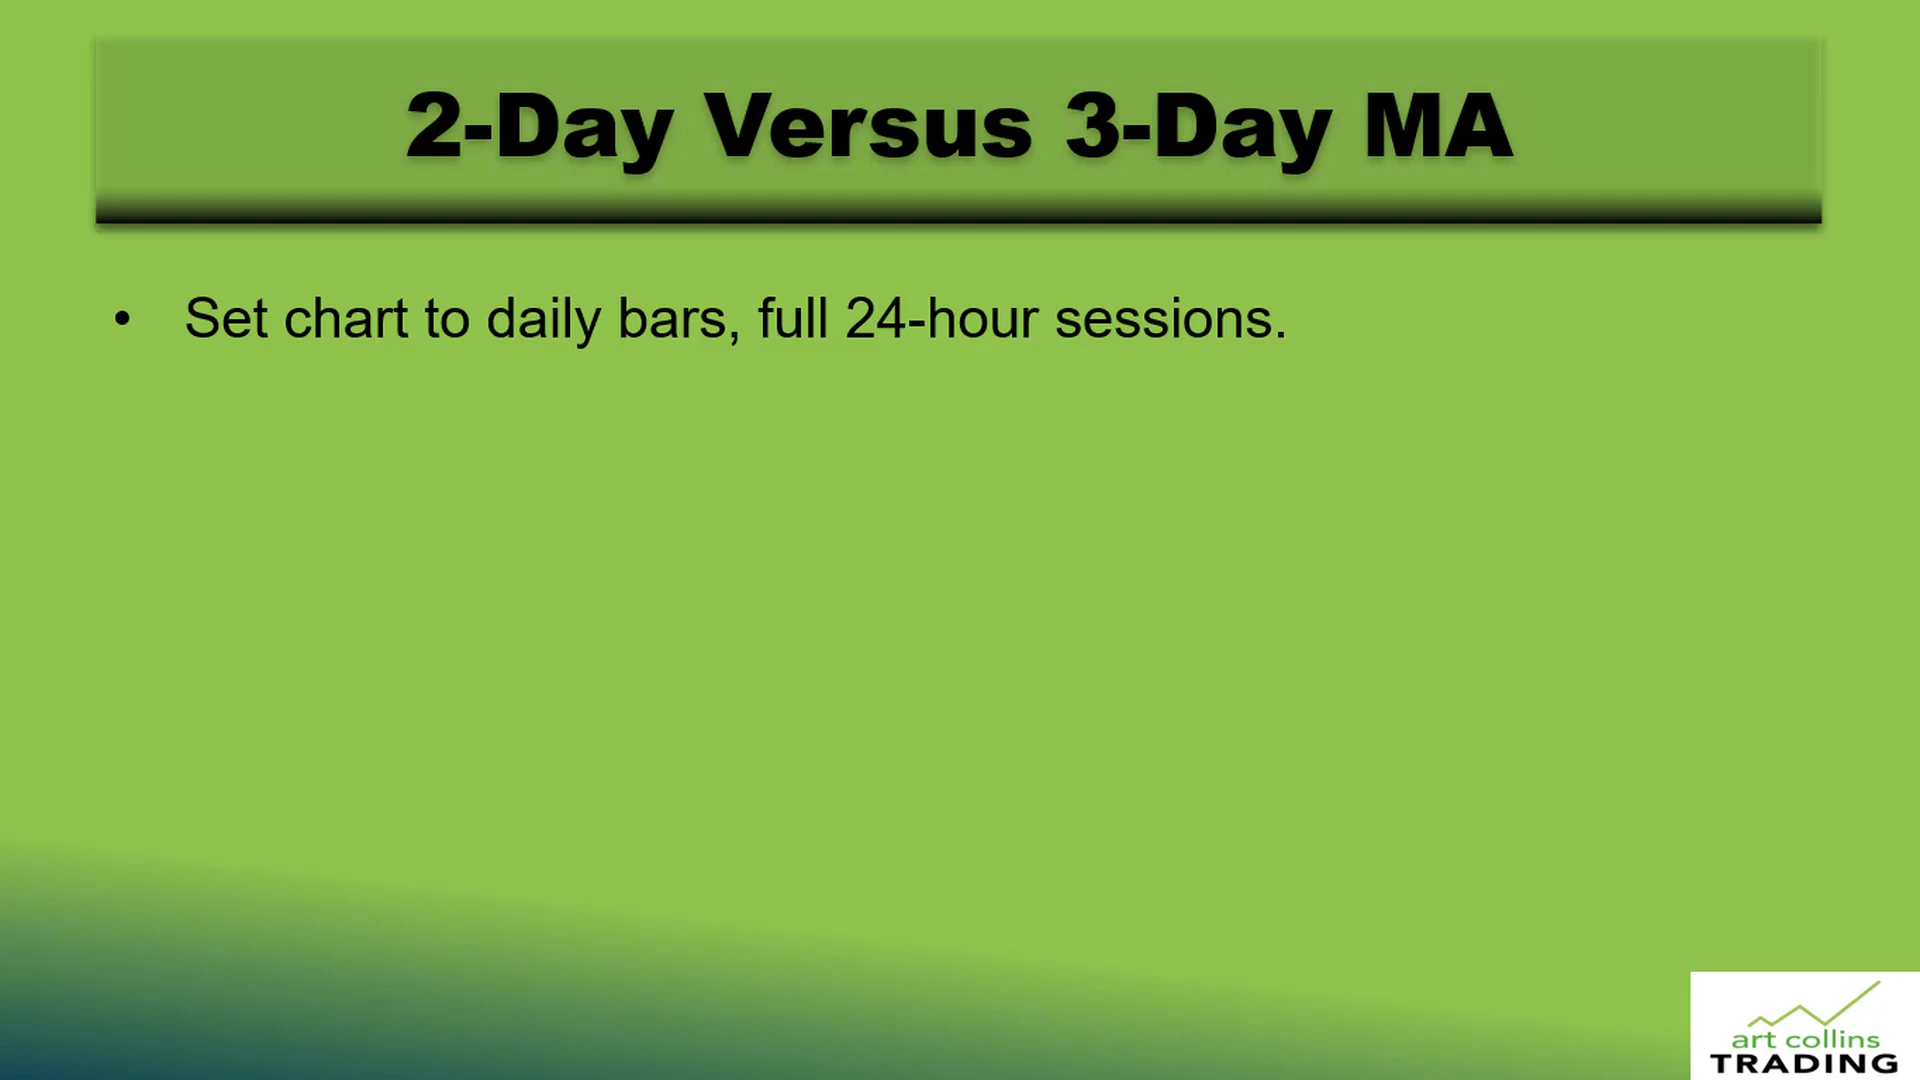 2-Day Versus 3-Day MA
• Set chart to daily bars, full 24-hour sessions.
art collins
TRADING